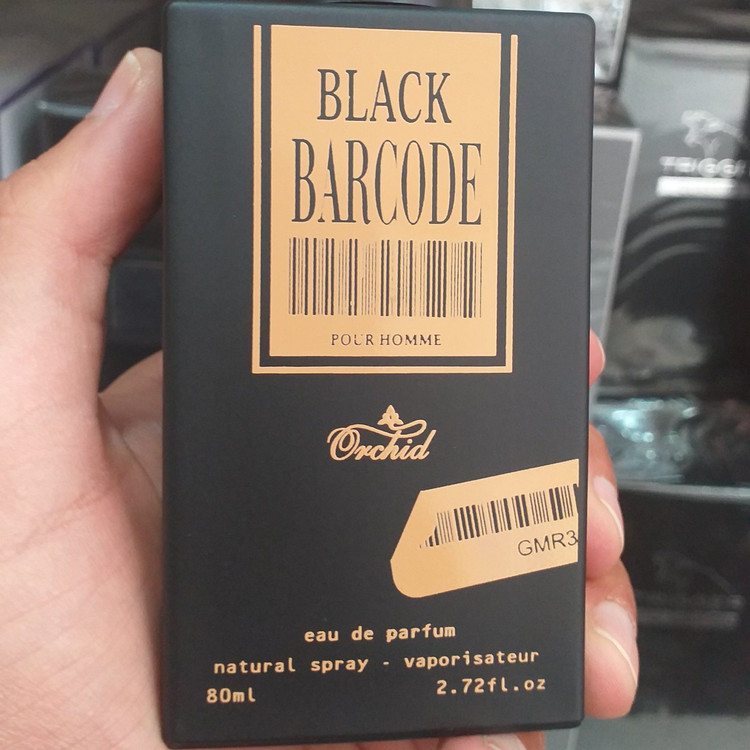 BLACK
BARCODE
POUR HOMME
Orchid
GMR3
eau de parfum
natural spray - vaporisateur
80ml 2.72fl.oz